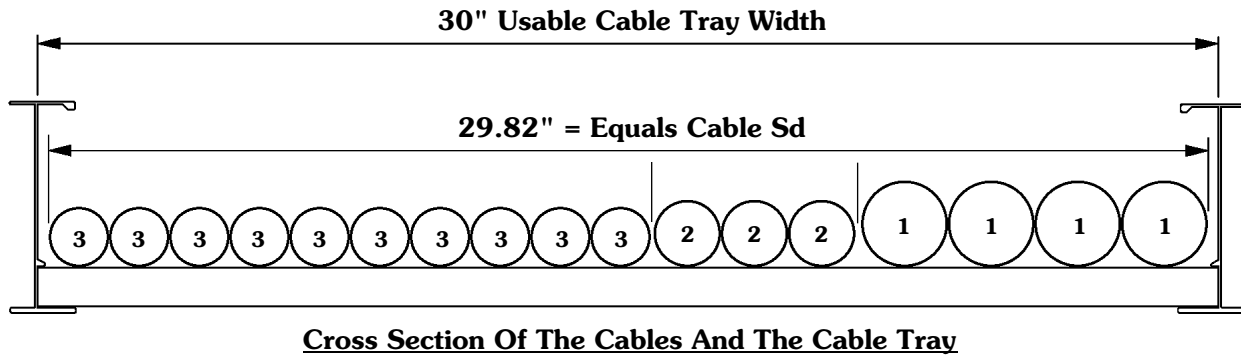 30" Usable Cable Tray Width
29.82" = Equals Cable Sd
3 3 3 3 3 3 3 3 3 3 2 2 2 1 1 1 1
Cross Section Of The Cables And The Cable Tray